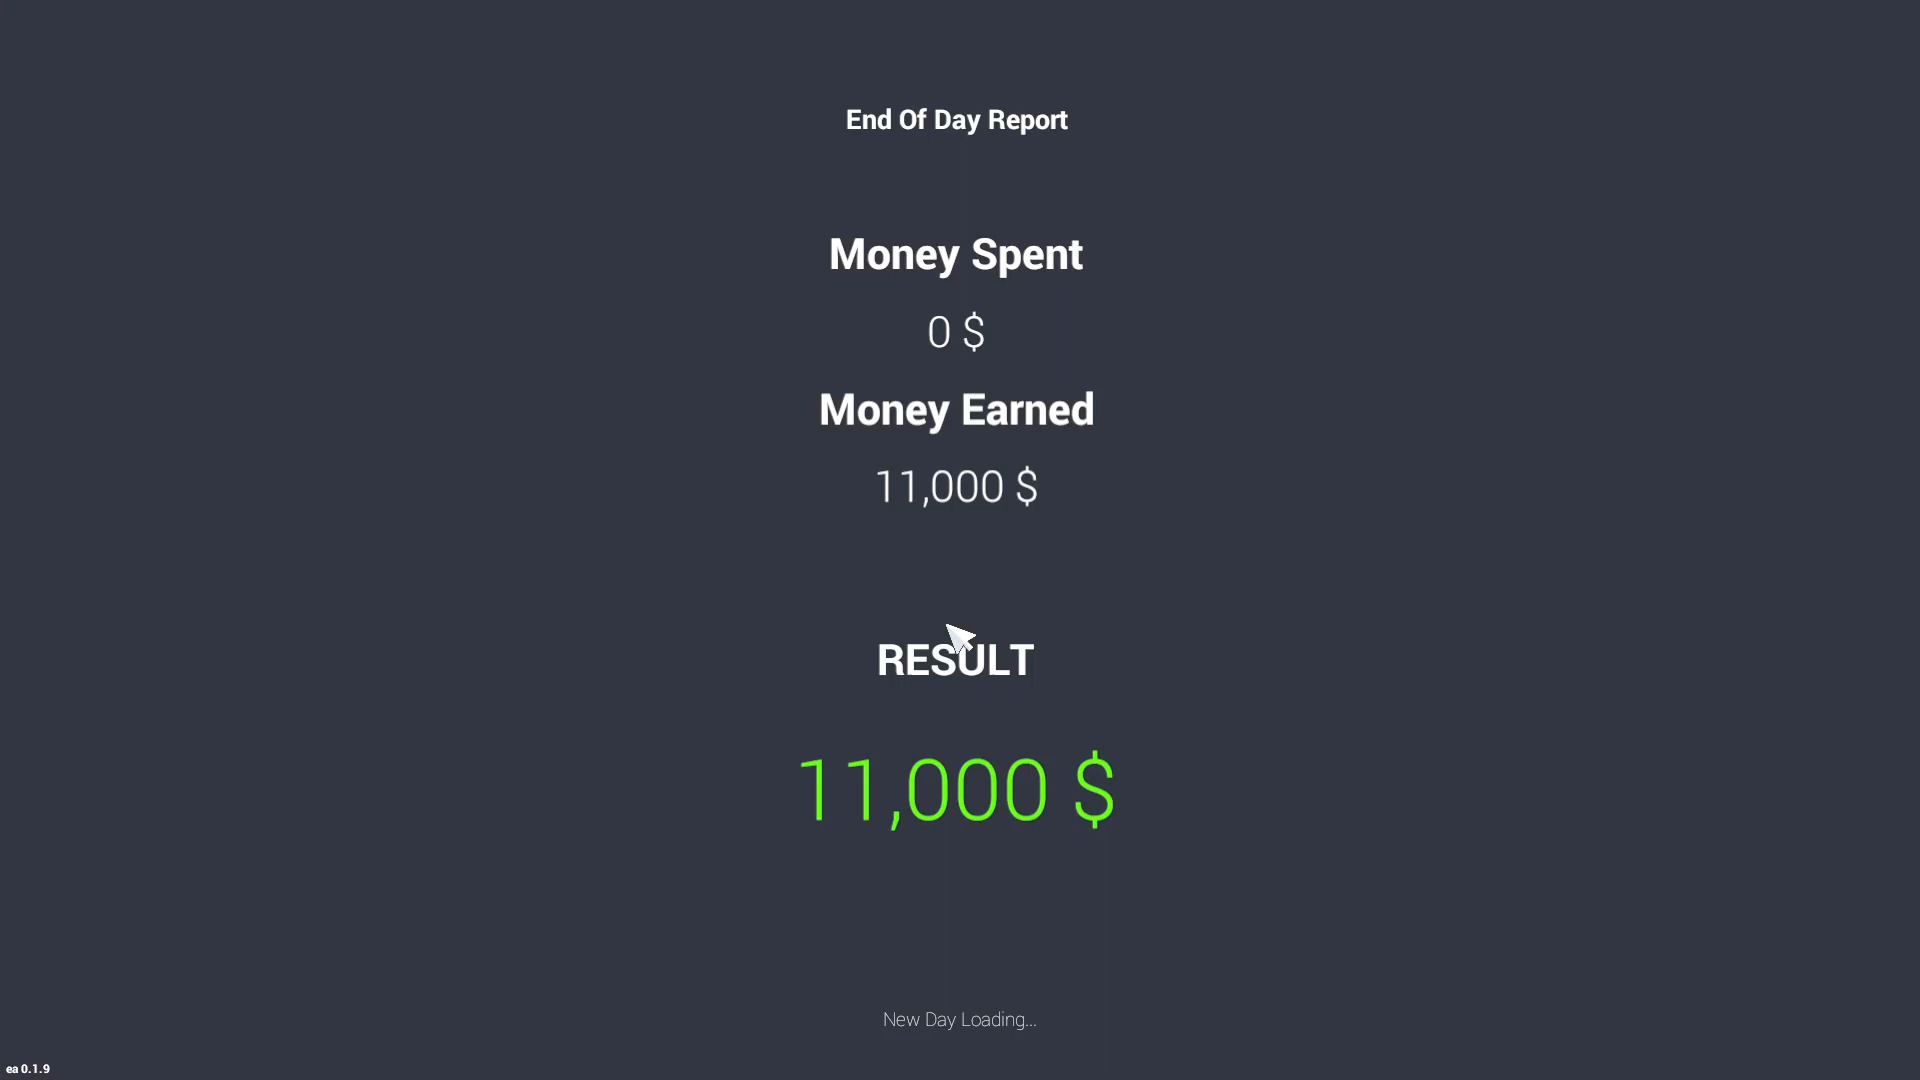 End Of Day Report
Money Spent
0 $
Money Earned
11,000 $
RESULT
11,000 $
New Day Loading...
ea 0.1.9